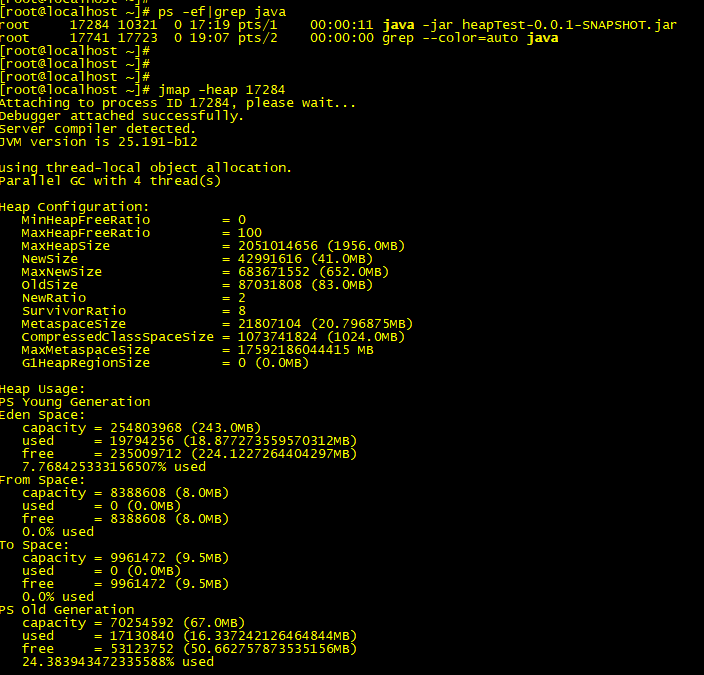 [root@localhost ~]# ps -ef|grep java
root 17284 10321 0 17:19 pts/1 00:00:11 java -jar heapTest-0.0.1-SNAPSHOT.jar
root 17741 17723 0 19:07 pts/2 00:00:00 grep --color=auto java
[root@localhost ~]#
[root@localhost ~]#
[root@localhost ~]#
[root@localhost ~]# jmap -heap 17284
Attaching to process ID 17284, please wait...
Debugger attached successfully.
Server compiler detected.
JVM version is 25.191-b12
using thread-local object allocation.
Parallel GC with 4 thread(s)
Heap Configuration:
MinHeapFreeRatio = 0
MaxHeapFreeRatio = 100
MaxHeapSize = 2051014656 (1956.0MB)
NewSize = 42991616 (41.0MB)
MaxNewSize = 683671552 (652.0MB)
OldSize = 87031808 (83.0MB)
NewRatio = 2
SurvivorRatio = 8
MetaspaceSize = 21807104 (20.796875MB)
CompressedClassSpaceSize = 1073741824 (1024.0MB)
MaxMetaspaceSize = 17592186044415 MB
G1HeapRegionSize = 0 (0.0MB)
Heap Usage:
PS Young Generation
Eden Space:
capacity = 254803968 (243.0MB)
used = 19794256 (18.877273559570312MB)
free = 235009712 (224.1227264404297MB)
7.768425333156507% used
From Space:
capacity = 8388608 (8.0MB)
used = 0 (0.0MB)
free = 8388608 (8.0MB)
0.0% used
To Space:
capacity = 9961472 (9.5MB)
used = 0 (0.0MB)
free = 9961472 (9.5MB)
0.0% used
PS Old Generation
capacity = 70254592 (67.0MB)
used = 17130840 (16.337242126464844MB)
free = 53123752 (50.662757873535156MB)
24.383943472335588% used